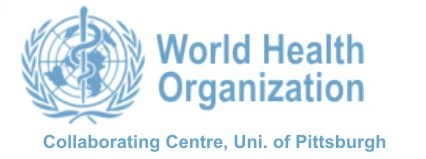 World Health
Organization
Collaborating Centre, Uni. of Pittsburgh